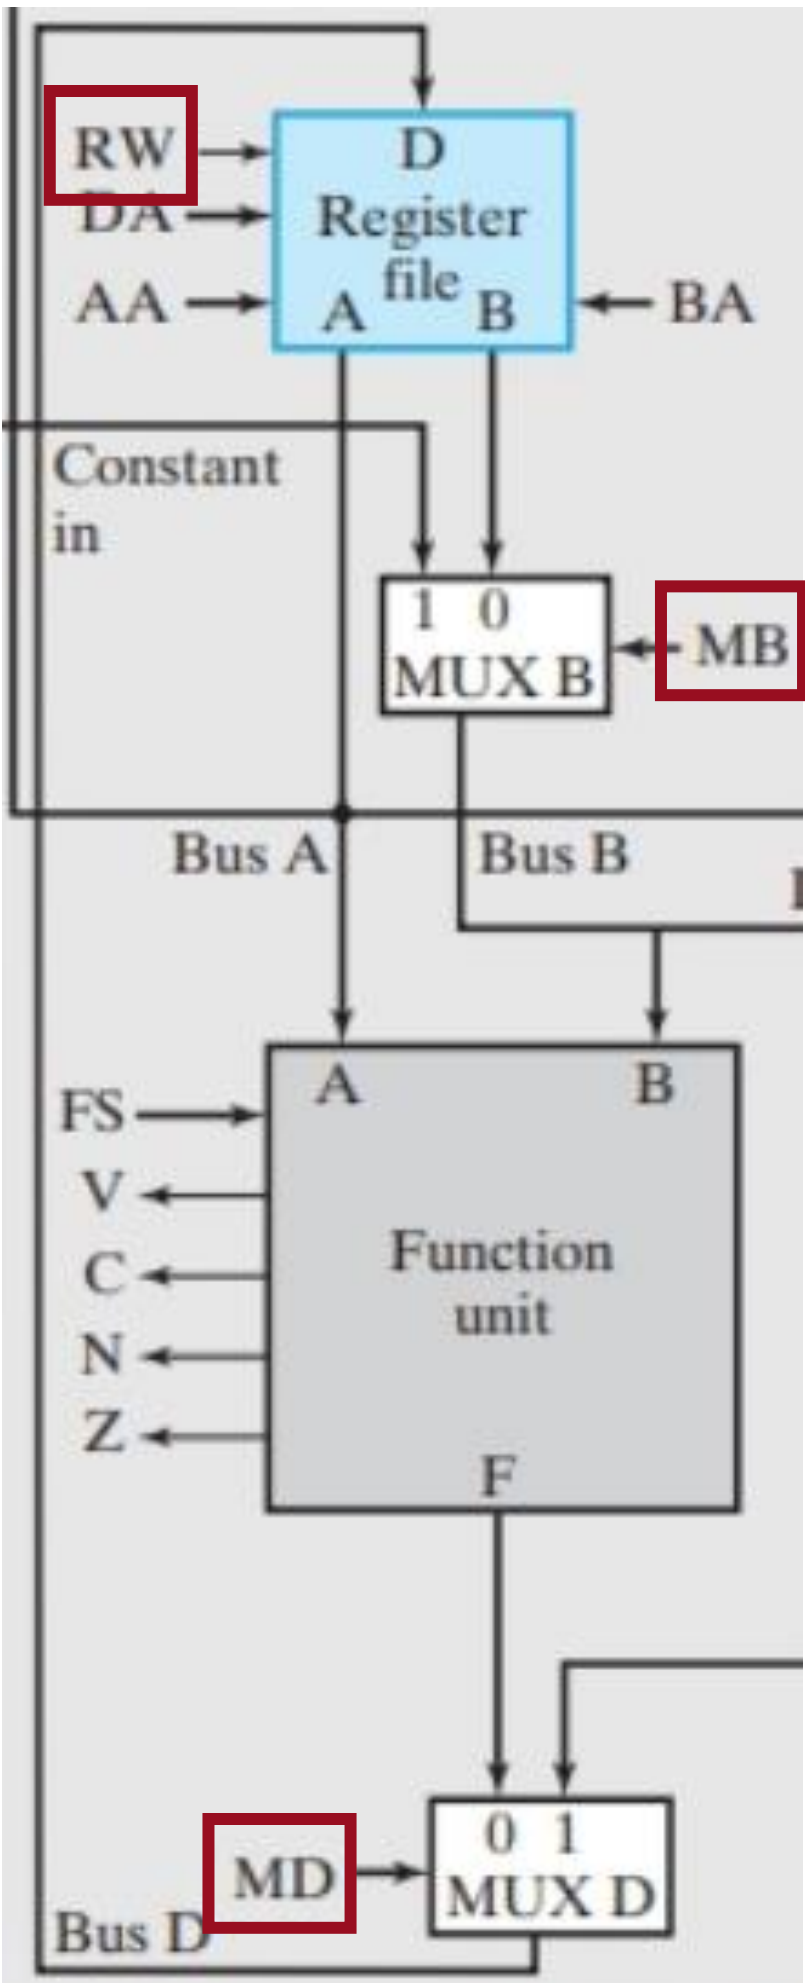 RW
D
DA
Register
file
AA
A
B
BA
Constant
in
1 0
MUX B
MB
Bus A
Bus B
A
B
FS
V
C
N
Z
Function
unit
F
0 1
MUX D
MD
Bus D